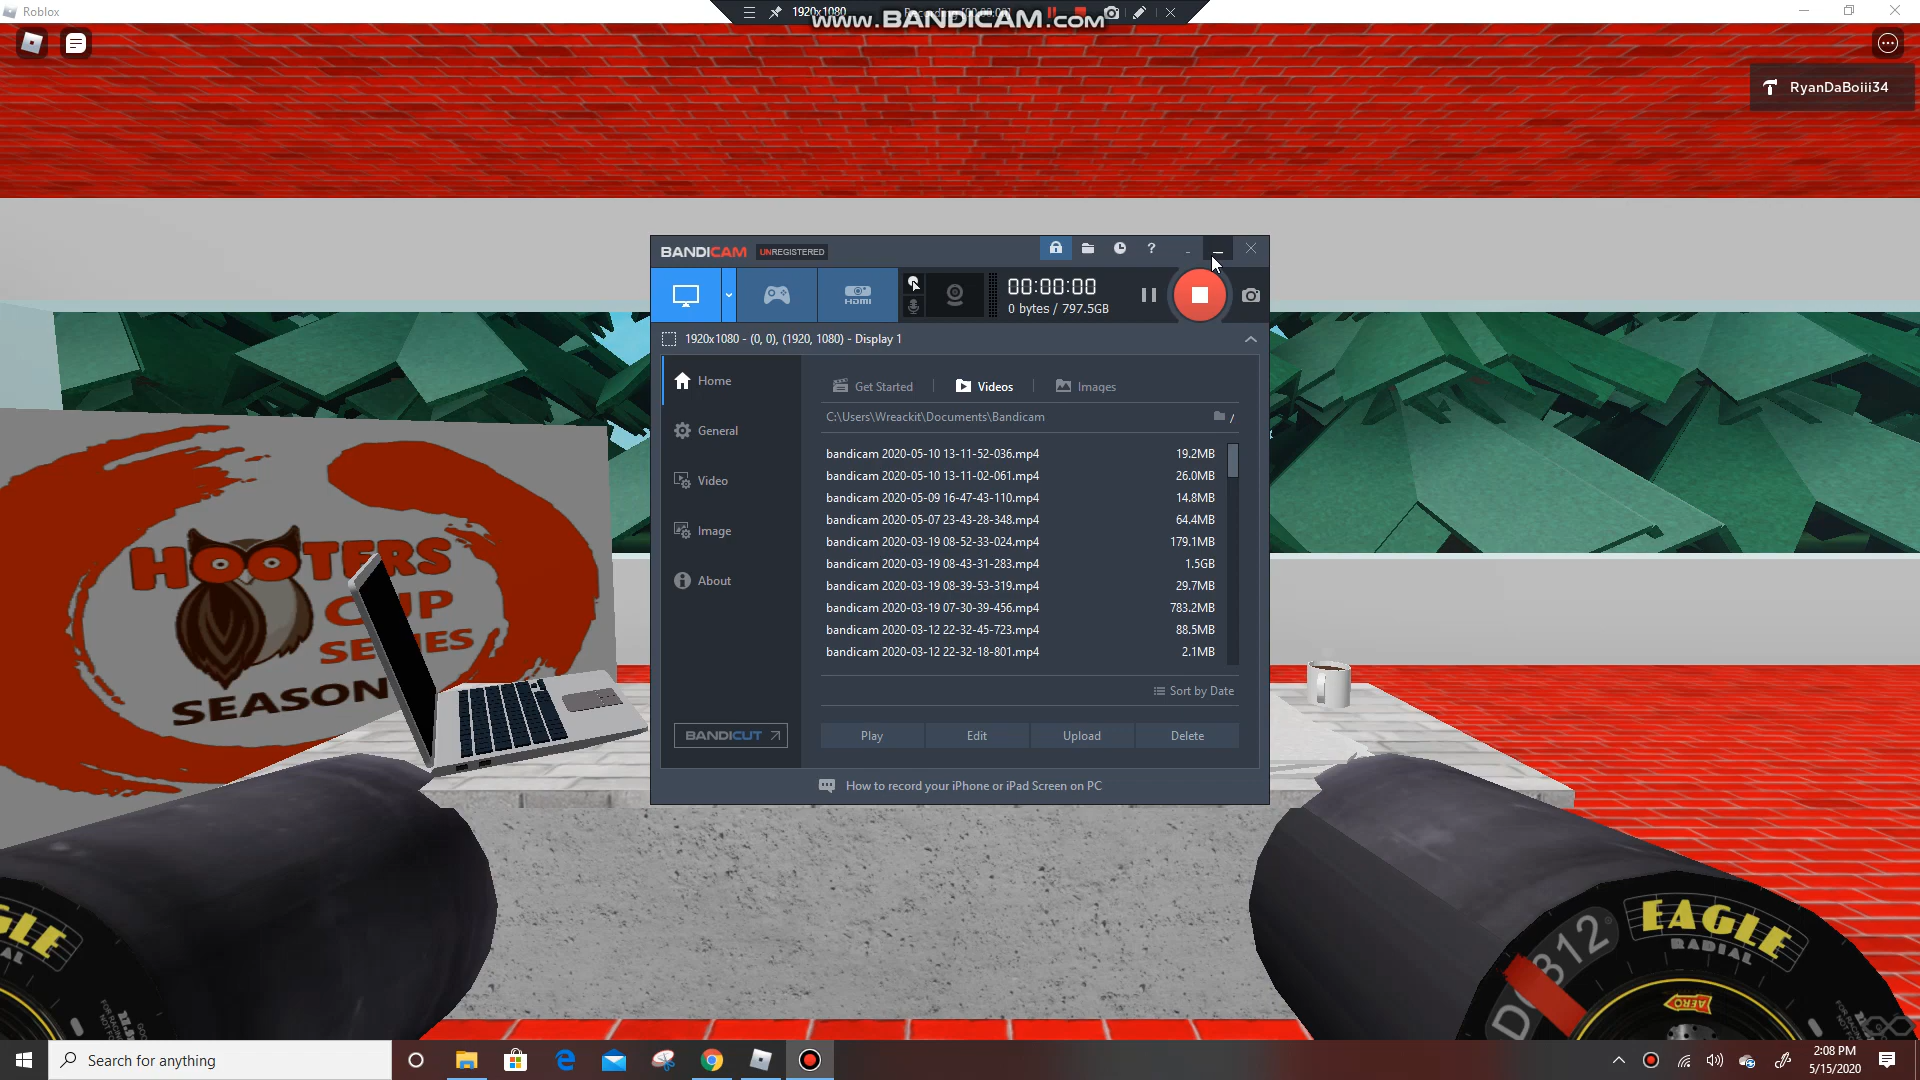 Roblox
1920x1080
www.BANDICAM.com
RyanDaBoiii34
BANDICAM UNREGISTERED
?
HDMI
00:00:00
0 bytes / 797.5GB
1920x1080 - (0, 0), (1920, 1080) - Display 1
Home
General
Video
Image
About
BANDICUT
Get Started
Videos
Images
C:\Users\Wreackit\Documents\Bandicam
/
bandicam 2020-05-10 13-11-52-036.mp4 19.2MB
bandicam 2020-05-10 13-11-02-061.mp4 26.0MB
bandicam 2020-05-09 16-47-43-110.mp4 14.8MB
bandicam 2020-05-07 23-43-28-348.mp4 64.4MB
bandicam 2020-03-19 08-52-33-024.mp4 179.1MB
bandicam 2020-03-19 08-43-31-283.mp4 1.5GB
bandicam 2020-03-19 08-39-53-319.mp4 29.7MB
bandicam 2020-03-19 07-30-39-456.mp4 783.2MB
bandicam 2020-03-12 22-32-45-723.mp4 88.5MB
bandicam 2020-03-12 22-32-18-801.mp4 2.1MB
Sort by Date
Play Edit Upload Delete
How to record your iPhone or iPad Screen on PC
HOOTERS
CUP
SERIES
SEASON
EAGLE
RADIAL
AERO
Search for anything
2:08 PM
5/15/2020